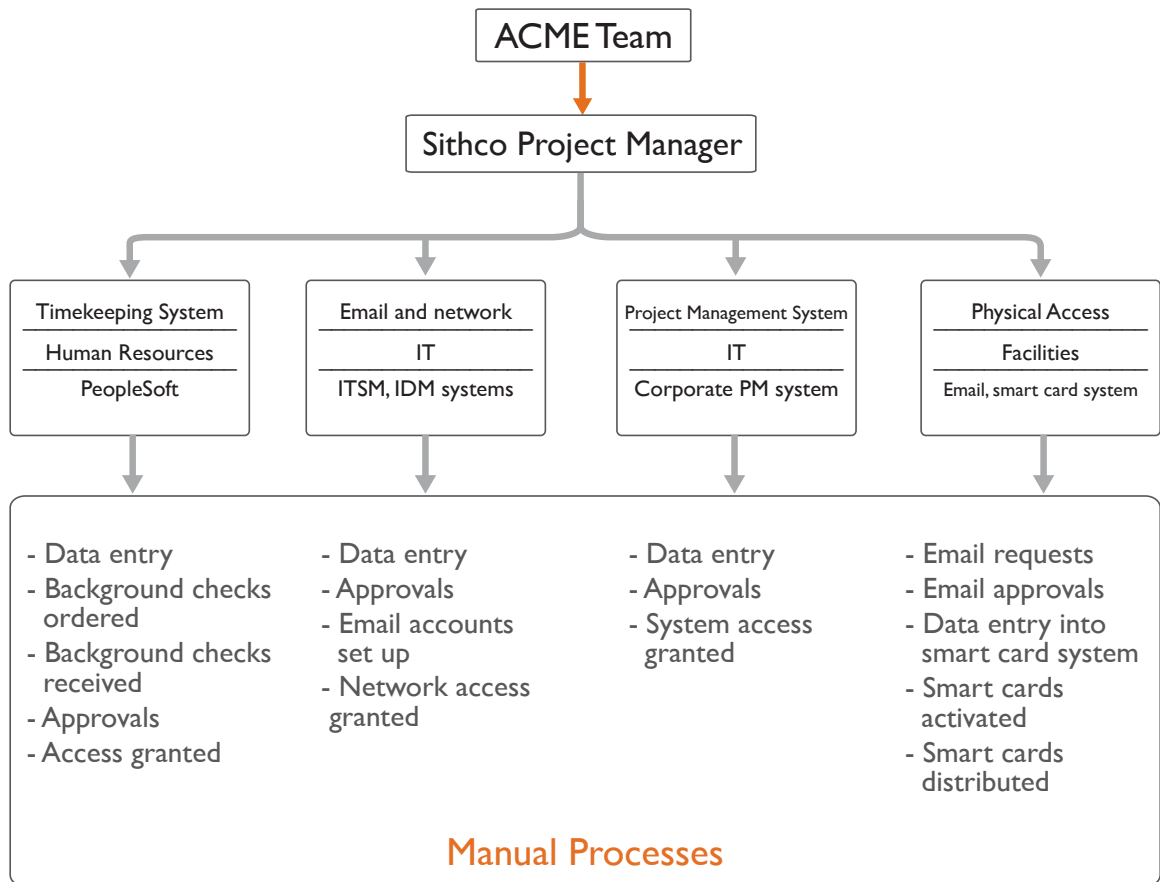 ACME Team
Sithco Project Manager
Timekeeping System
Human Resources
PeopleSoft
Email and network
IT
ITSM, IDM systems
Project Management System
IT
Corporate PM system
Physical Access
Facilities
Email, smart card system
- Data entry
- Background checks
ordered
- Background checks
received
- Approvals
- Access granted
- Data entry
- Approvals
- Email accounts
set up
- Network access
granted
- Data entry
- Approvals
- System access
granted
- Email requests
- Email approvals
- Data entry into
smart card system
- Smart cards
activated
- Smart cards
distributed
Manual Processes